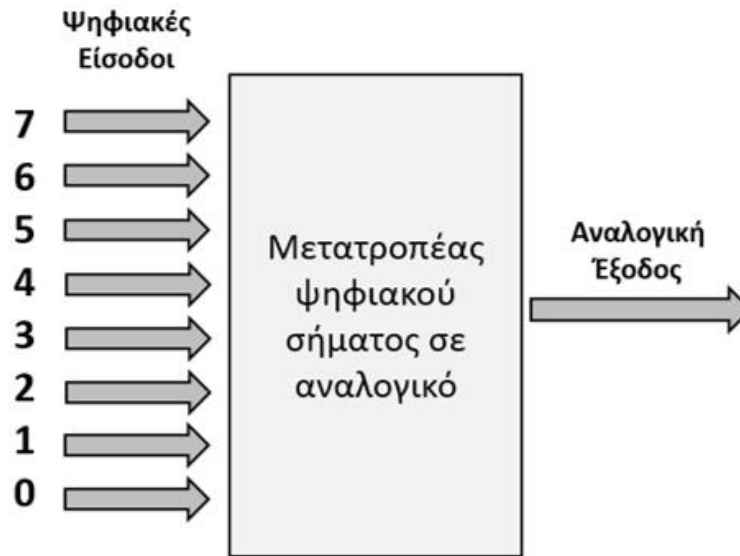 Ψηφιακές
Είσοδοι
7
6
5
4
3
2
1
0
Μετατροπέας
ψηφιακού
σήματος σε
αναλογικό
Αναλογική
Έξοδος